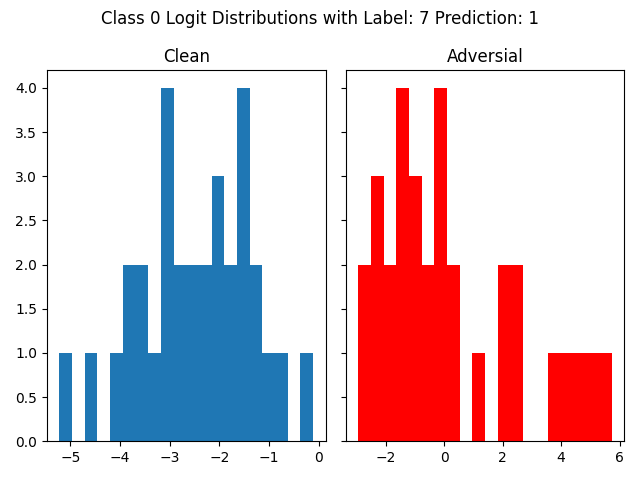 Class 0 Logit Distributions with Label: 7 Prediction: 1
Clean
Adversial
4.0
3.5
3.0
2.5
2.0
1.5
1.0
0.5
0.0
−5 −4 −3 −2 −1 0
−2 0 2 4 6